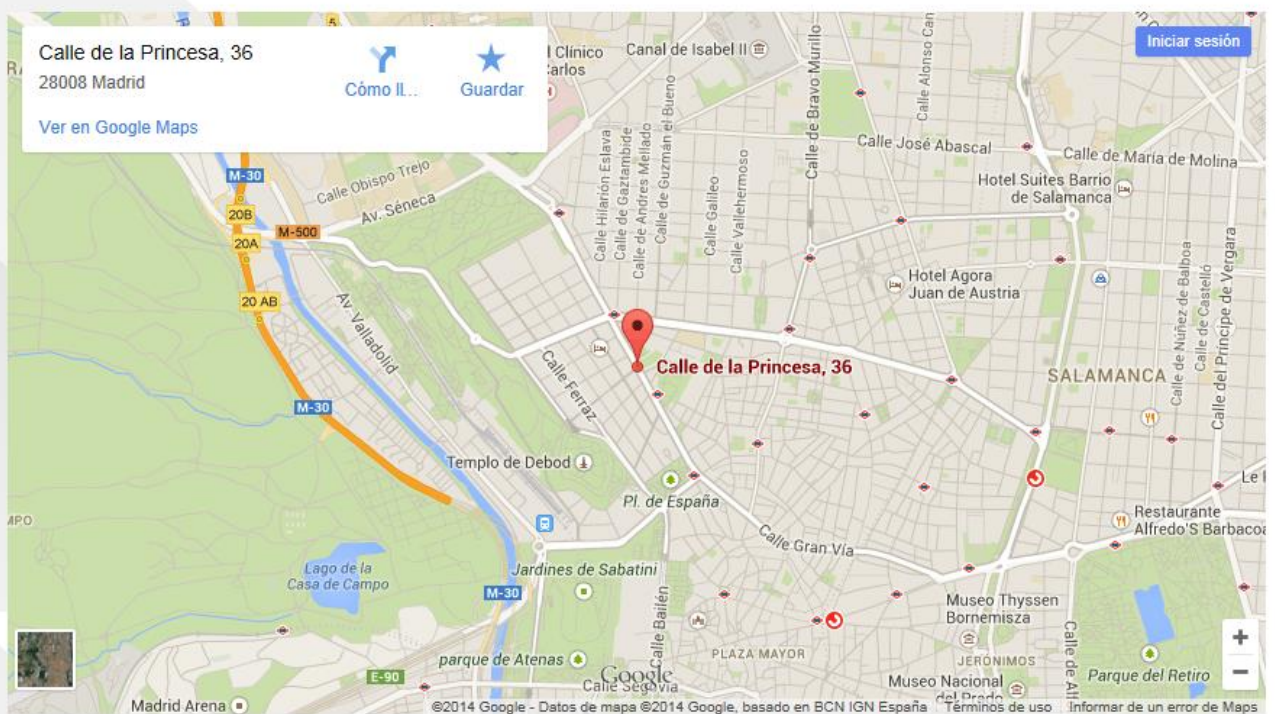 Calle de la Princesa, 36
28008 Madrid
Cómo ll...
Guardar
Ver en Google Maps
Iniciar sesión
5
l Clínico
Carlos
Canal de Isabel II
Calle de Bravo Murillo
Calle Alonso Can
Calle José Abascal
Calle de Maria de Molina
Hotel Suites Barrio
de Salamanca
M-30
Calle Obispo Trejo
Av. Séneca
20B
M-500
20A
20 AB
Av. Valladolid
Calle Hilarión Eslava
Calle de Gaztambide
Calle de Andres Mellado
Calle de Guzmán el Bueno
Calle Galileo
Calle Vallehermoso
Hotel Agora
Juan de Austria
Calle de Núñez de Balboa
Calle de Castelló
Calle del Príncipe de Vergara
Calle de la Princesa, 36
SALAMANCA
Calle Ferraz
M-30
Templo de Debod
Pl. de España
Calle Gran Vía
Le
Restaurante
Alfredo'S Barbacoa
MPO
Lago de la
Casa de Campo
Jardines de Sabatini
M-30
Calle Bailén
Museo Thyssen
Bornemisza
PLAZA MAYOR
JERÓNIMOS
Calle de Alf
parque de Atenas
Google
E-90
Calle Segovia
Museo Nacional
del Prado
Parque del Retiro
+
−
Madrid Arena
©2014 Google - Datos de mapa ©2014 Google, basado en BCN IGN España
Términos de uso
Informar de un error de Maps